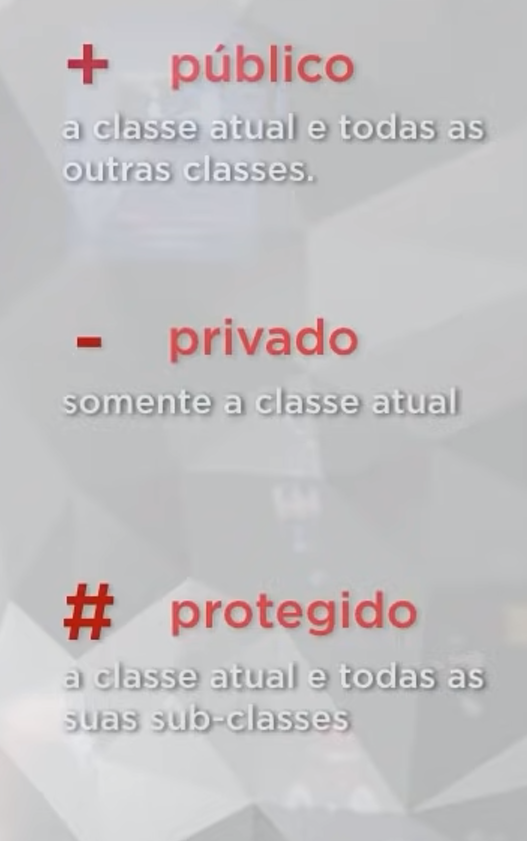 + público
a classe atual e todas as
outras classes.
- privado
somente a classe atual
# protegido
a classe atual e todas as
suas sub-classes